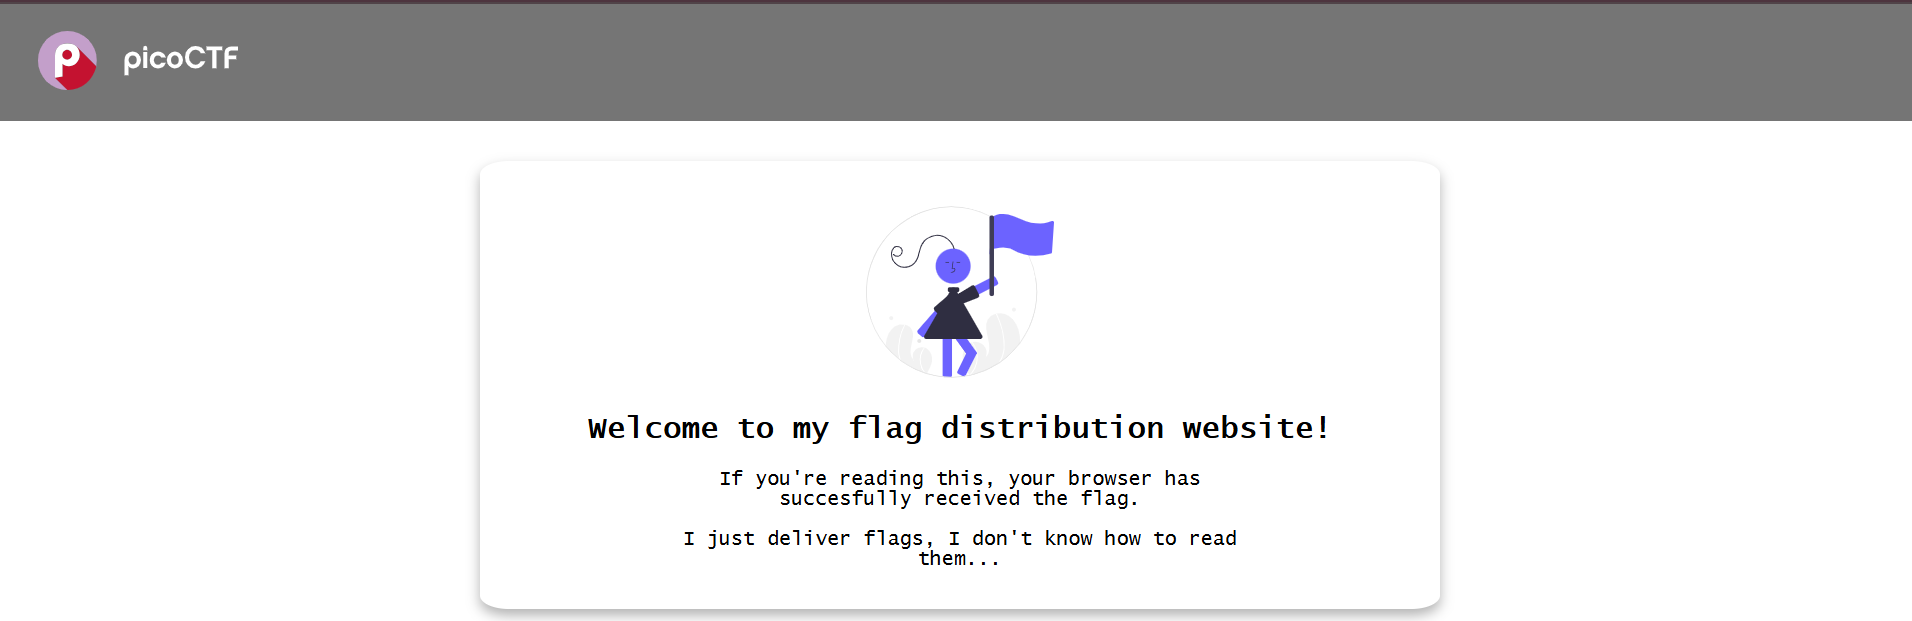 picoCTF
Welcome to my flag distribution website!
If you're reading this, your browser has
succesfully received the flag.
I just deliver flags, I don't know how to read
them...